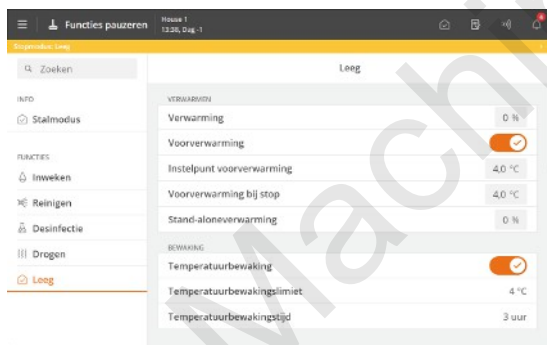 Functies pauzeren
House 1
13:38, Dag -1
Stopmodus: Leeg
Zoeken
INFO
Stalmodus
FUNCTIES
Inweken
Reinigen
Desinfectie
Drogen
Leeg
Leeg
VERWARMEN
Verwarming 0 %
Voorverwarming
Instelpunt voorverwarming 4,0 °C
Voorverwarming bij stop 4,0 °C
Stand-aloneverwarming 0 %
BEWAKING
Temperatuurbewaking
Temperatuurbewakingslimiet 4 °C
Temperatuurbewakingstijd 3 uur